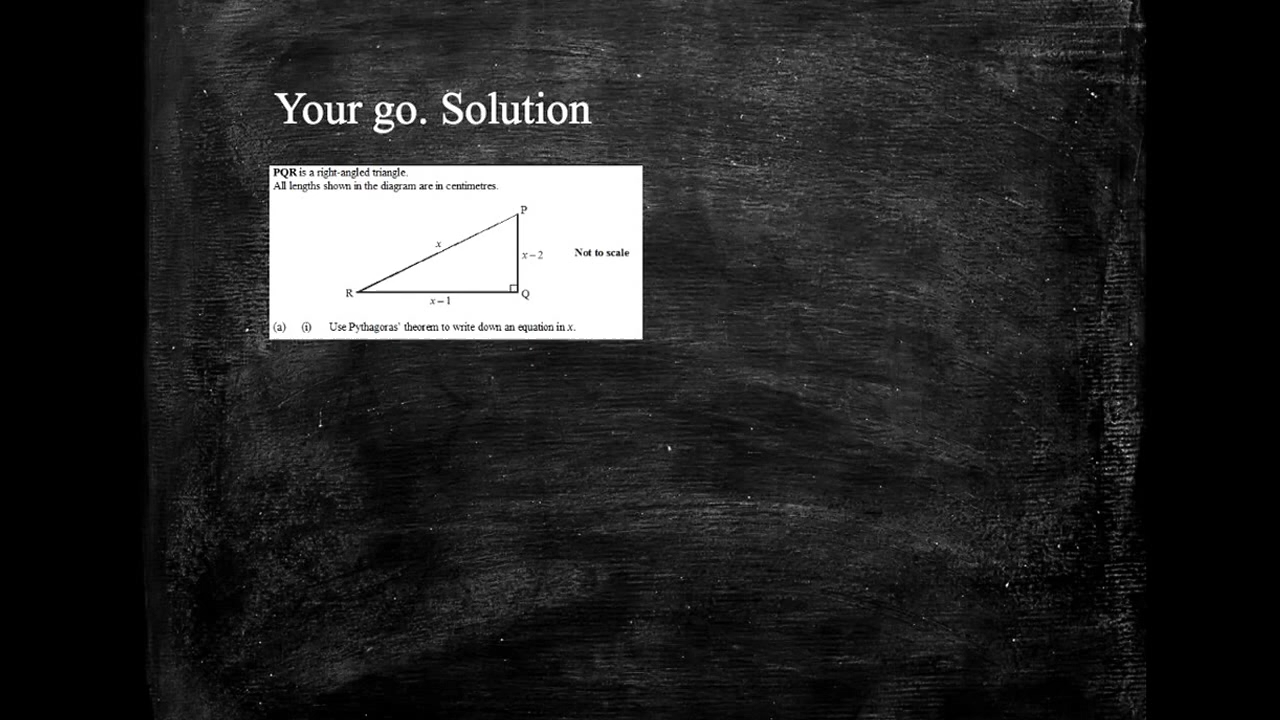 Your go. Solution
PQR is a right-angled triangle.
All lengths shown in the diagram are in centimetres.
P
x
x – 2
Not to scale
R
Q
x – 1
(a) (i) Use Pythagoras' theorem to write down an equation in x.